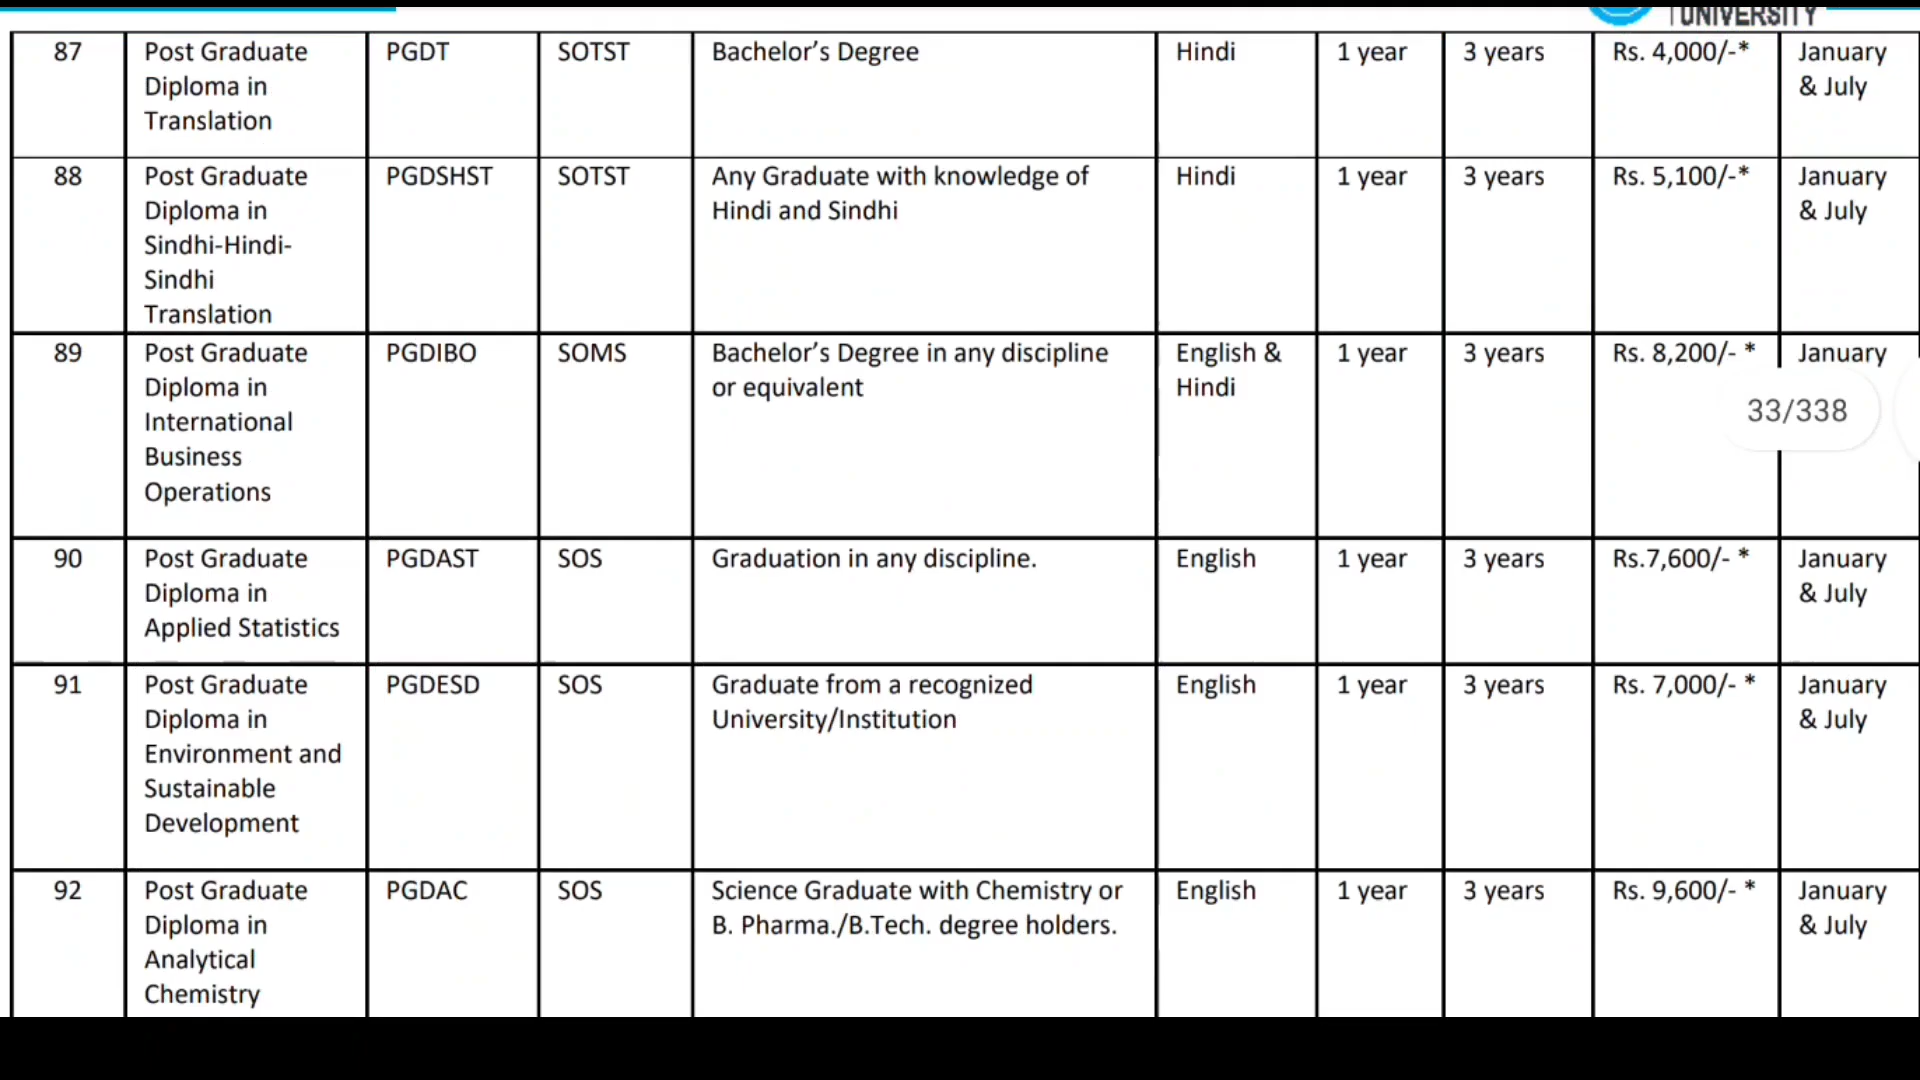 UNIVERSITY
87 Post Graduate PGDT SOTST Bachelor’s Degree Hindi 1 year 3 years Rs. 4,000/-* January
Diploma in & July
Translation
88 Post Graduate PGDSHST SOTST Any Graduate with knowledge of Hindi 1 year 3 years Rs. 5,100/-* January
Diploma in Hindi and Sindhi & July
Sindhi-Hindi-
Sindhi
Translation
89 Post Graduate PGDIBO SOMS Bachelor’s Degree in any discipline English & 1 year 3 years Rs. 8,200/- * January
Diploma in or equivalent Hindi
33/338
International
Business
Operations
90 Post Graduate PGDAST SOS Graduation in any discipline. English 1 year 3 years Rs.7,600/- * January
Diploma in & July
Applied Statistics
91 Post Graduate PGDESD SOS Graduate from a recognized English 1 year 3 years Rs. 7,000/- * January
Diploma in University/Institution & July
Environment and
Sustainable
Development
92 Post Graduate PGDAC SOS Science Graduate with Chemistry or English 1 year 3 years Rs. 9,600/- * January
Diploma in B. Pharma./B.Tech. degree holders. & July
Analytical
Chemistry